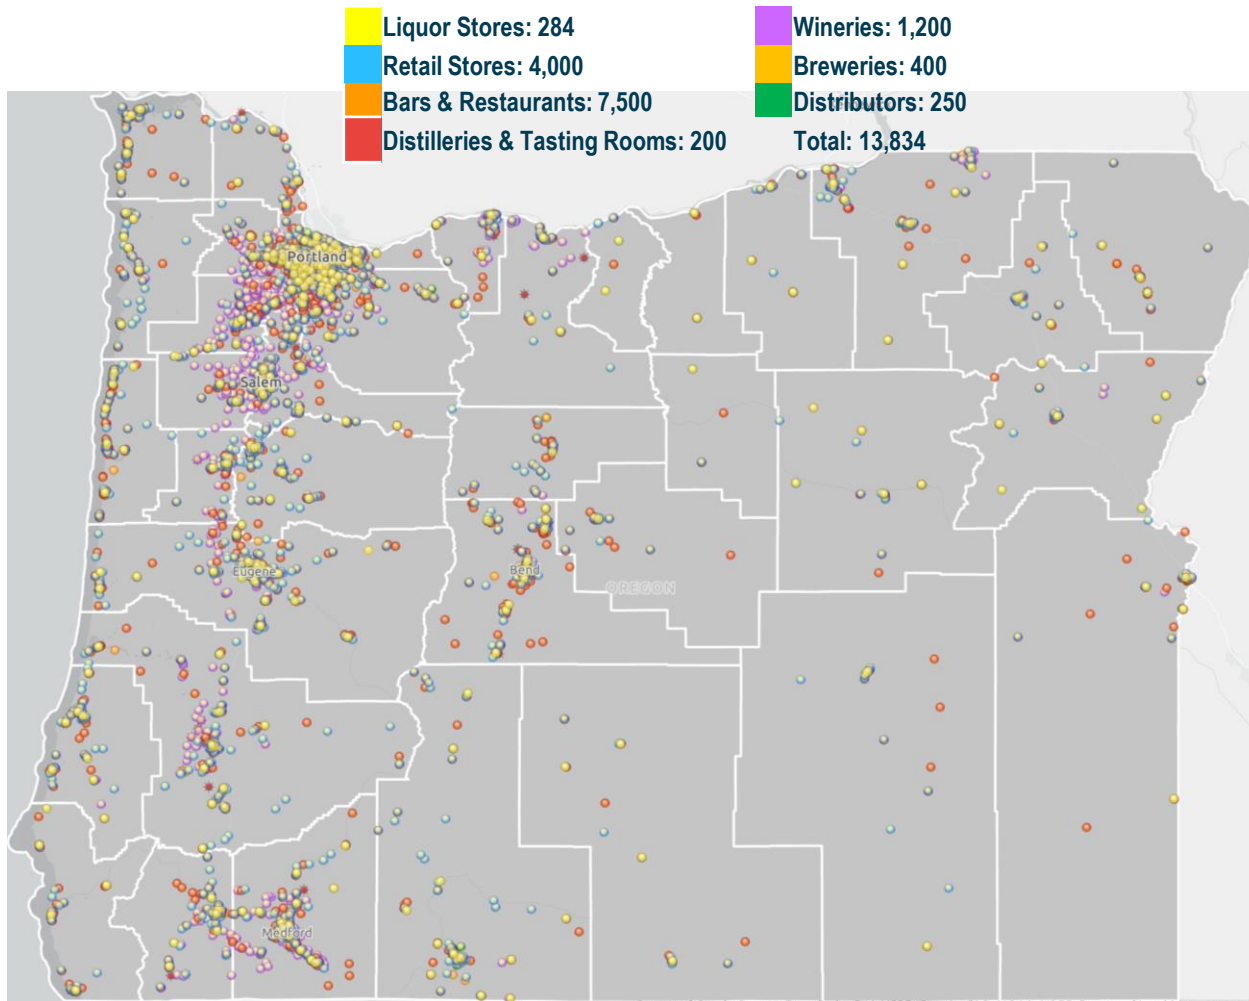 Liquor Stores: 284
Retail Stores: 4,000
Bars & Restaurants: 7,500
Distilleries & Tasting Rooms: 200
Wineries: 1,200
Breweries: 400
Distributors: 250
Total: 13,834
Portland
Salem
Eugene
Bend
OREGON
Medford